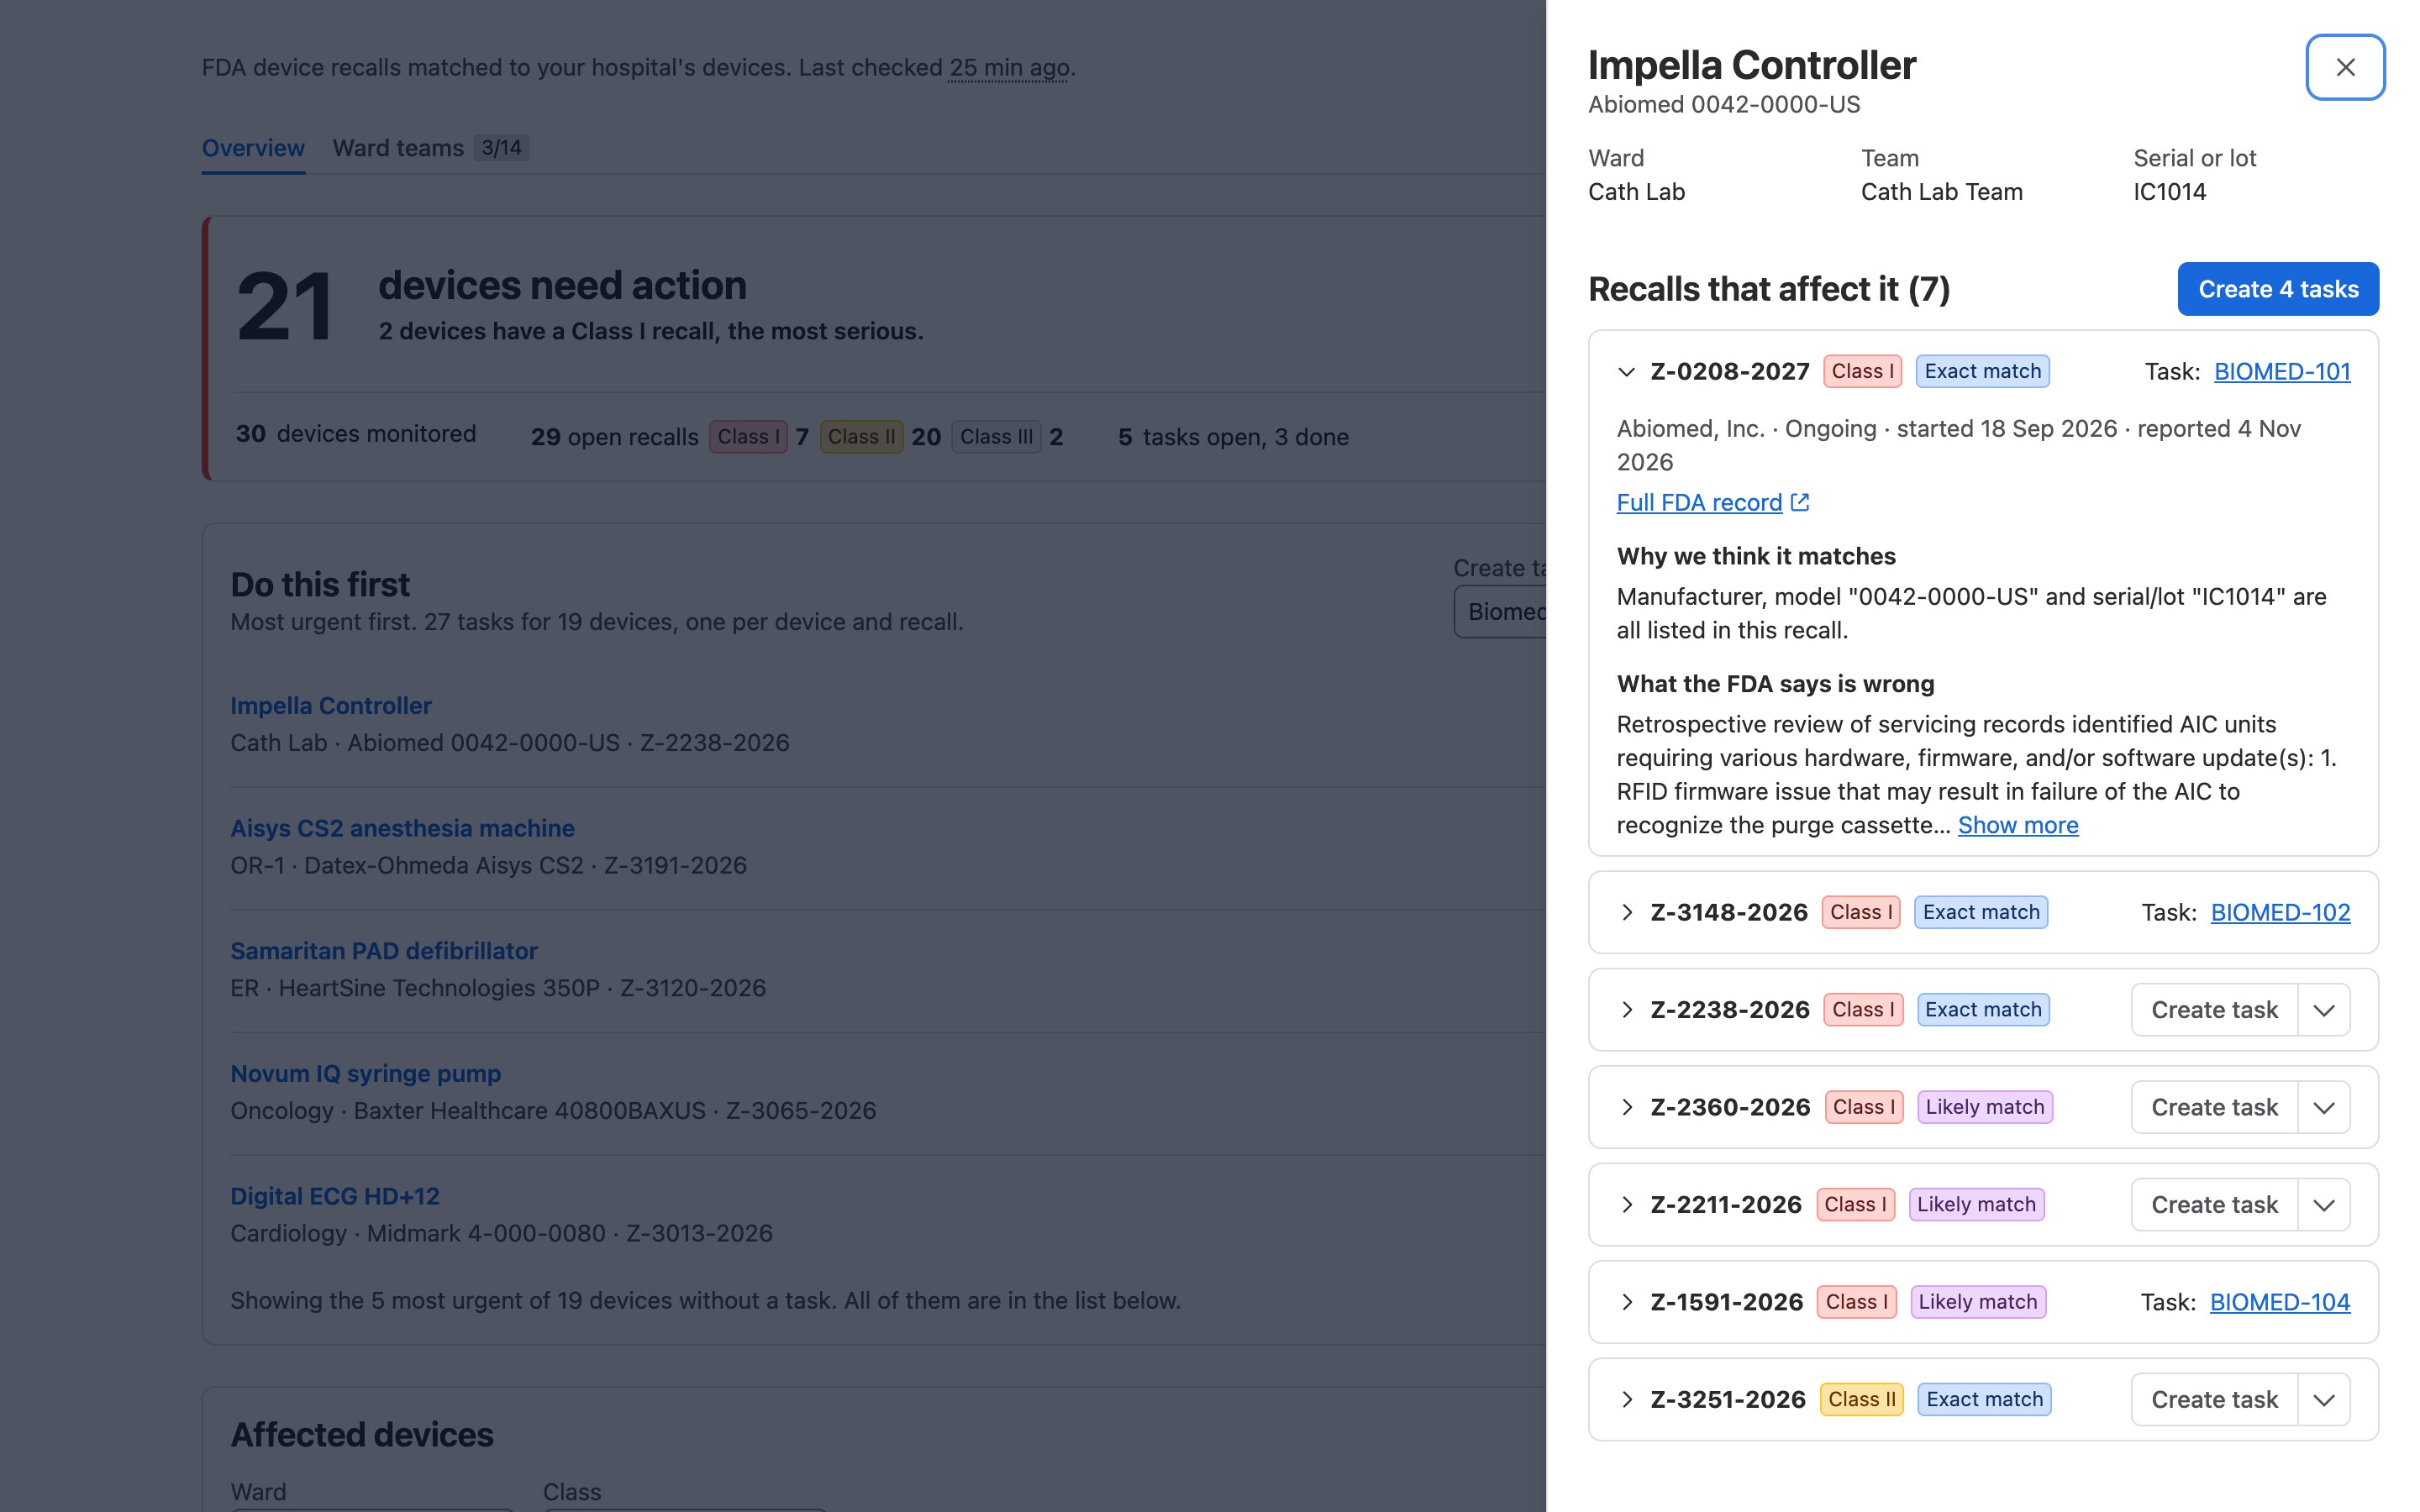 FDA device recalls matched to your hospital's devices. Last checked 25 min ago.
Overview Ward teams 3/14
21 devices need action
2 devices have a Class I recall, the most serious.
30 devices monitored 29 open recalls Class I 7 Class II 20 Class III 2 5 tasks open, 3 done
Do this first
Most urgent first. 27 tasks for 19 devices, one per device and recall.
Create ta
Biomed
Impella Controller
Cath Lab · Abiomed 0042-0000-US · Z-2238-2026
Aisys CS2 anesthesia machine
OR-1 · Datex-Ohmeda Aisys CS2 · Z-3191-2026
Samaritan PAD defibrillator
ER · HeartSine Technologies 350P · Z-3120-2026
Novum IQ syringe pump
Oncology · Baxter Healthcare 40800BAXUS · Z-3065-2026
Digital ECG HD+12
Cardiology · Midmark 4-000-0080 · Z-3013-2026
Showing the 5 most urgent of 19 devices without a task. All of them are in the list below.
Affected devices
Ward Class
Impella Controller
Abiomed 0042-0000-US
Ward Team Serial or lot
Cath Lab Cath Lab Team IC1014
Recalls that affect it (7) Create 4 tasks
Z-0208-2027 Class I Exact match Task: BIOMED-101
Abiomed, Inc. · Ongoing · started 18 Sep 2026 · reported 4 Nov
2026
Full FDA record
Why we think it matches
Manufacturer, model "0042-0000-US" and serial/lot "IC1014" are
all listed in this recall.
What the FDA says is wrong
Retrospective review of servicing records identified AIC units
requiring various hardware, firmware, and/or software update(s): 1.
RFID firmware issue that may result in failure of the AIC to
recognize the purge cassette... Show more
Z-3148-2026 Class I Exact match Task: BIOMED-102
Z-2238-2026 Class I Exact match Create task
Z-2360-2026 Class I Likely match Create task
Z-2211-2026 Class I Likely match Create task
Z-1591-2026 Class I Likely match Task: BIOMED-104
Z-3251-2026 Class II Exact match Create task